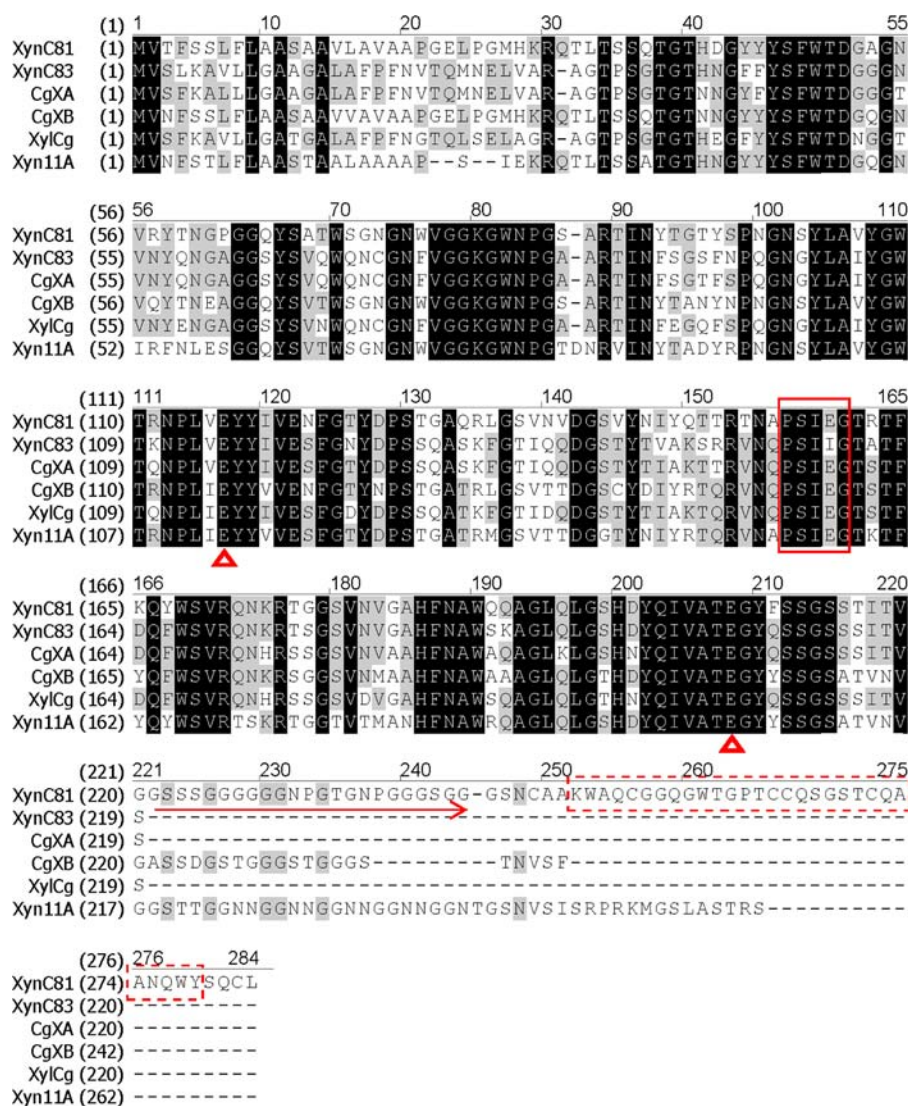 (1) 1 10 20 30 40 55
XynC81 (1) MVTFSSLFLAASAAVLAVAAPGELPGMHKRQTLTSSQTGTHDGYYYSFWTDGAGN
XynC83 (1) MVSLKAVLLGAAGALAFPFNVTQMNELVAR-AGTPSGTGTHNGFFYSFWTDGGGN
CgXA (1) MVSFKALLLGAAGALAFPFNVTQMNELVAR-AGTPSGTGTNNGYFYSFWTDGGGT
CgXB (1) MVNFSSLFLAASAAVVAVAAPGELPGMHKRQTLTSSQTGTNNGYYYSFWTDGQGN
XylCg (1) MVSFKAVLLGATGALAFPFNGTQLSELAGR-AGTPSGTGTHEGFYYSFWTDNGGT
Xyn11A (1) MVNFSTLFLAASTAALAAAAP--S--IEKRQTLTSSATGTHNGYYYSFWTDGQGN
(56) 56 70 80 90 100 110
XynC81 (56) VRYTNGPGGQYSATWSGNGNWVGGKGWNPGS-ARTINYTGTYSPNGNSYLAVYGW
XynC83 (55) VNYQNGAGGSYSVQWQNCGNFVGGKGWNPGA-ARTINFSGSFNPQGNGYLAIYGW
CgXA (55) VNYQNGAGGSYSVQWQNCGNFVGGKGWNPGA-ARTINFSGTFSPQGNGYLAIYGW
CgXB (56) VQYTNEAGGQYSVTWSGNGNWVGGKGWNPGS-ARTINYTANYNPNGNSYLAVYGW
XylCg (55) VNYENGAGGSYSVNWQNCGNFVGGKGWNPGA-ARTINFEGQFSPQGNGYLAIYGW
Xyn11A (52) IRFNLESGGQYSVTWSGNGNWVGGKGWNPGTDNRVINYTADYRPNGNSYLAVYGW
(111) 111 120 130 140 150 165
XynC81 (110) TRNPLVEYYIVENFGTYDPSTGAQRLGSVNVDGSVYNIYQTTRTNAPSIEGTRTF
XynC83 (109) TKNPLVEYYIVESFGNYDPSSQASKFGTIQQDGSTYTVAKSRRVNQPSIIGTATF
CgXA (109) TQNPLVEYYIVESFGTYDPSSQASKFGTIQQDGSTYTIAKTTRVNQPSIEGTSTF
CgXB (110) TRNPLIEYYVVESFGTYDPSTGATRLGSVTTDGSCYDIYRTQRVNQPSIEGTSTF
XylCg (109) TRNPLVEYYIVESFGDYDPSTQASRFGTIDQDGSTYTIAKTQRVNQPSIEGTSTF
Xyn11A (107) TRNPLIEYYVVESFGTYDPSTGATRMGSVTTDGGTYNIYRTQRVNAPSIEGTKTF
(166) 166 180 190 200 210 220
XynC81 (165) KQYWSVRQNKRTGGSVNVGAHFNAWQQAGLQLGSHDYQIVATEGYFSSGSSTITV
XynC83 (164) DQFWSVRQNKRTSGSVNVGAHFNAWSKAGLQLGSHDYQIVATEGYQSSGSSSITV
CgXA (164) DQFWSVRQNHRSSGSVNVGAHFNAWSQAGLKLGSHNYQIVATEGYQSSGSSSITV
CgXB (165) YQFWSVRQNKRSGGSVNMAAHFNAWAAAGLQLGTHDYQIVATEGYYSSGSATVNV
XylCg (164) DQFWSVRQNHRSSGSVDVGAHFNAWSQAGLQLGTHNYQIVATEGYQSSGSSSITV
Xyn11A (162) YQYWSVRTSKRTGGTVTMANHFNAWRQAGLQLGSHDYQIVATEGYYSSGSATVNV
(221) 221 230 240 250 260 275
XynC81 (220) GGSSSGGGGGGNPGTGNPGGGSGG-GSNCAAKWAQCGGQGWTGPTCCQSGSTCQA
XynC83 (219) S------------------------------------------------------
CgXA (219) S------------------------------------------------------
CgXB (220) GASSDGSTGGGSTGGGS---------TNVSF------------------------
XylCg (219) S------------------------------------------------------
Xyn11A (217) GGSTTGGNNGGNNGGNNGGNNGGNTGSNVSISRPRKMGSLASTRS----------
(276) 276 284
XynC81 (274) ANQWYSQCL
XynC83 (220) ---------
CgXA (220) ---------
CgXB (242) ---------
XylCg (220) ---------
Xyn11A (262) ---------